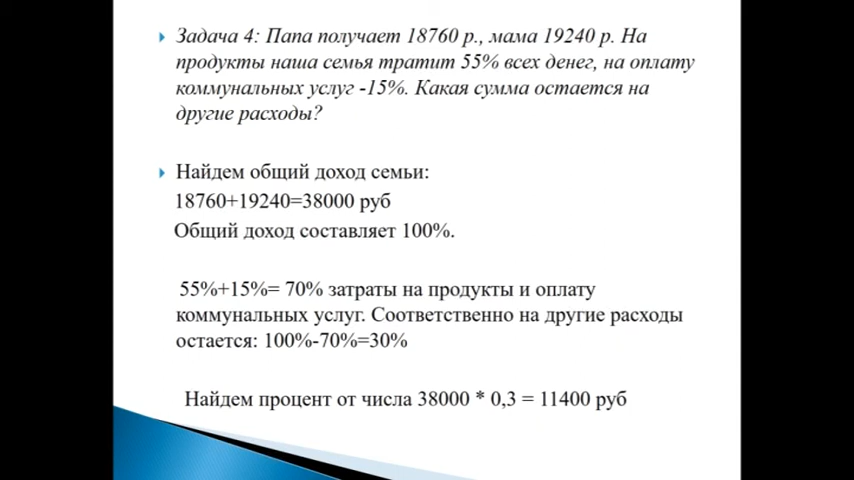 Задача 4: Папа получает 18760 р., мама 19240 р. На
продукты наша семья тратит 55% всех денег, на оплату
коммунальных услуг -15%. Какая сумма остается на
другие расходы?
Найдем общий доход семьи:
18760+19240=38000 руб
Общий доход составляет 100%.
55%+15%= 70% затраты на продукты и оплату
коммунальных услуг. Соответственно на другие расходы
остается: 100%-70%=30%
Найдем процент от числа 38000 * 0,3 = 11400 руб